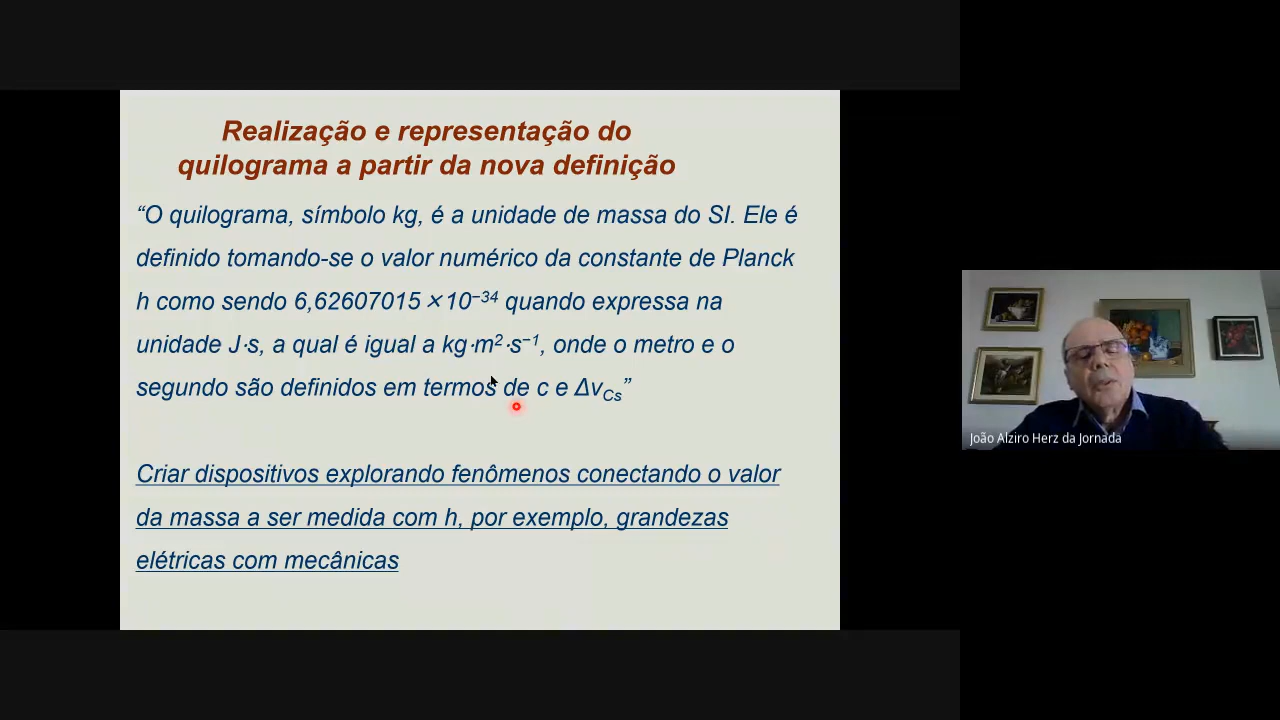 Realização e representação do
quilograma a partir da nova definição
“O quilograma, símbolo kg, é a unidade de massa do SI. Ele é
definido tomando-se o valor numérico da constante de Planck
h como sendo 6,62607015×10⁻³⁴ quando expressa na
unidade J·s, a qual é igual a kg·m²·s⁻¹, onde o metro e o
segundo são definidos em termos de c e Δν_Cs”
Criar dispositivos explorando fenômenos conectando o valor
da massa a ser medida com h, por exemplo, grandezas
elétricas com mecânicas
João Alziro Herz da Jornada